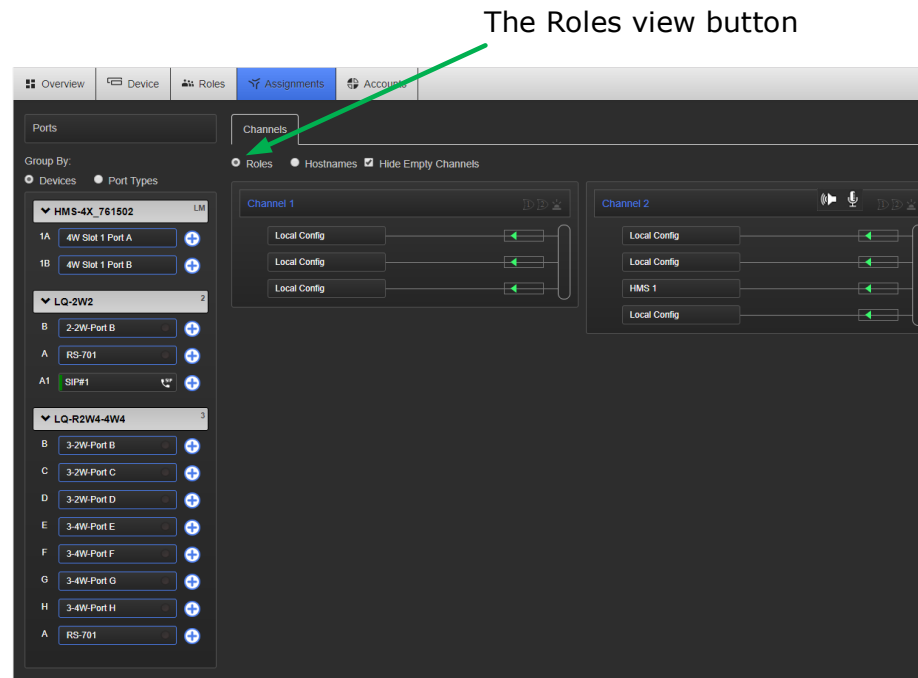 The Roles view button
Overview Device Roles Assignments Accounts
Ports
Channels
Group By:
Roles Hostnames Hide Empty Channels
Devices Port Types
HMS-4X_761502 LM
1A 4W Slot 1 Port A
1B 4W Slot 1 Port B
LQ-2W2 2
B 2-2W-Port B
A RS-701
A1 SIP#1
LQ-R2W4-4W4 3
B 3-2W-Port B
C 3-2W-Port C
D 3-2W-Port D
E 3-4W-Port E
F 3-4W-Port F
G 3-4W-Port G
H 3-4W-Port H
A RS-701
Channel 1
Local Config
Local Config
Local Config
Channel 2
Local Config
Local Config
HMS 1
Local Config